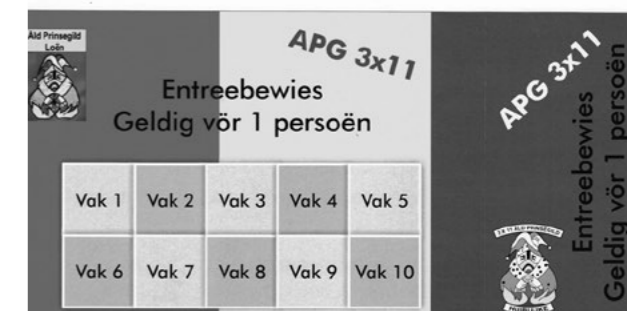 Âld Prinsegild
Loën
APG 3x11
Entreebewies
Geldig vör 1 persoën
Vak 1 Vak 2 Vak 3 Vak 4 Vak 5
Vak 6 Vak 7 Vak 8 Vak 9 Vak 10
APG 3x11
Entreebewies
Geldig vör 1 persoën
3 X 11 ÂLD PRINSEGILD